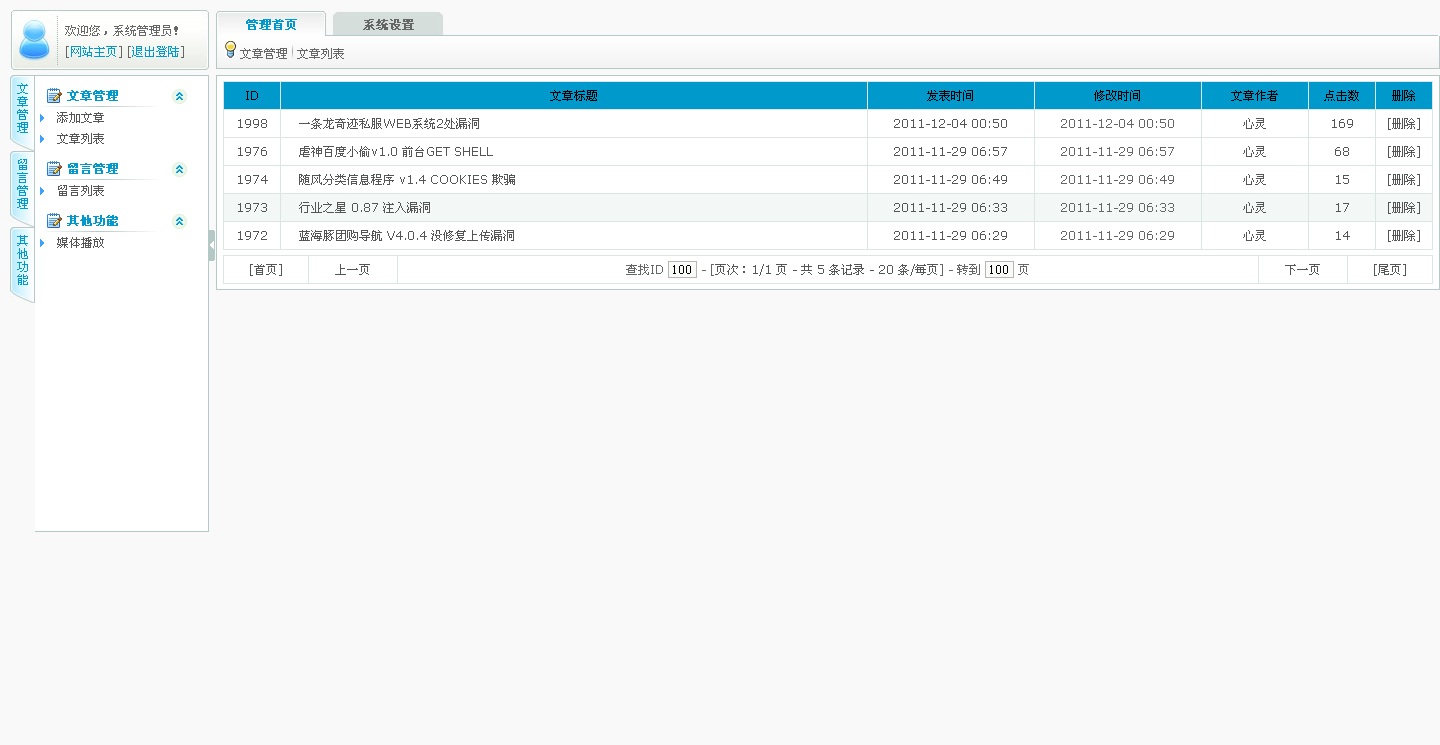 欢迎您，系统管理员!
[网站主页] [退出登陆]
管理首页 系统设置
文章管理 文章列表
文章管理
留言管理
其他功能
文章管理
添加文章
文章列表
留言管理
留言列表
其他功能
媒体播放
ID 文章标题 发表时间 修改时间 文章作者 点击数 删除
1998 一条龙奇迹私服WEB系统2处漏洞 2011-12-04 00:50 2011-12-04 00:50 心灵 169 [删除]
1976 虐神百度小偷v1.0 前台GET SHELL 2011-11-29 06:57 2011-11-29 06:57 心灵 68 [删除]
1974 随风分类信息程序 v1.4 COOKIES 欺骗 2011-11-29 06:49 2011-11-29 06:49 心灵 15 [删除]
1973 行业之星 0.87 注入漏洞 2011-11-29 06:33 2011-11-29 06:33 心灵 17 [删除]
1972 蓝海豚团购导航 V4.0.4 没修复上传漏洞 2011-11-29 06:29 2011-11-29 06:29 心灵 14 [删除]
[首页] 上一页 查找ID 100 - [页次：1/1 页 - 共 5 条记录 - 20 条/每页] - 转到 100 页 下一页 [尾页]